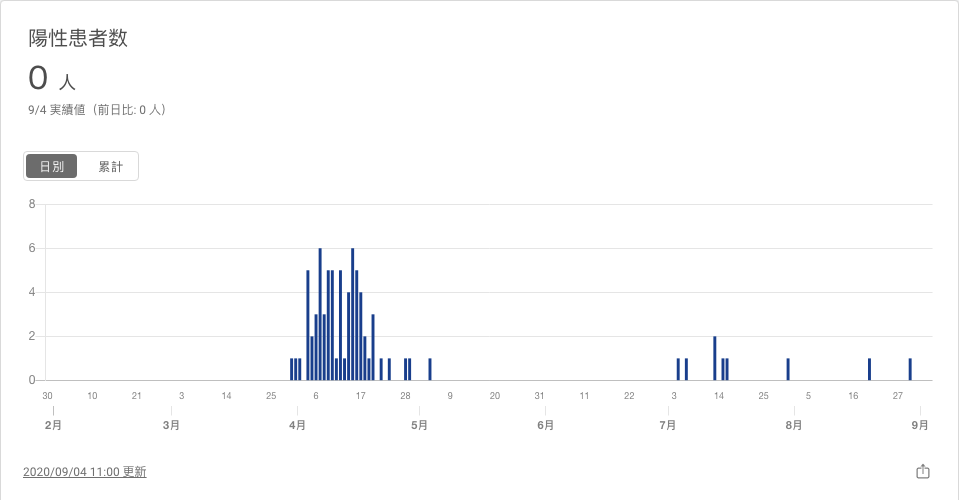 陽性患者数
0 人
9/4 実績値（前日比: 0 人）
日別 累計
8
6
4
2
0
30 10 21 3 14 25 6 17 28 9 20 31 11 22 3 14 25 5 16 27
2月 3月 4月 5月 6月 7月 8月 9月
2020/09/04 11:00 更新